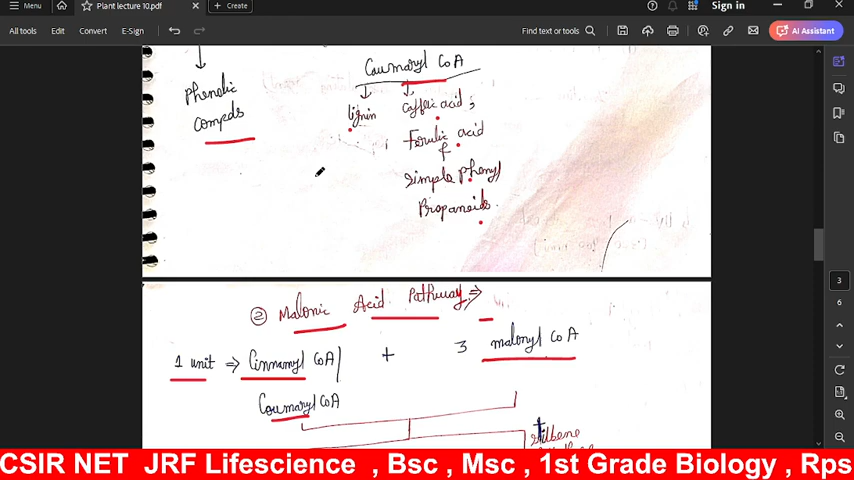 Menu
Plant lecture 10.pdf
Create
Sign in
All tools Edit Convert E-Sign
Find text or tools
AI Assistant
Phenolic
Compds
Coumaryl CoA
lignin
Caffeic acid ;
Ferulic acid
&
simple phenyl
Propanoids.
② Malonic Acid Pathway ⇒
1 unit ⇒ Cinnamyl CoA/ + 3 malonyl CoA
Coumaryl CoA
stilbene
3
6
CSIR NET JRF Lifescience , Bsc , Msc , 1st Grade Biology , Rps